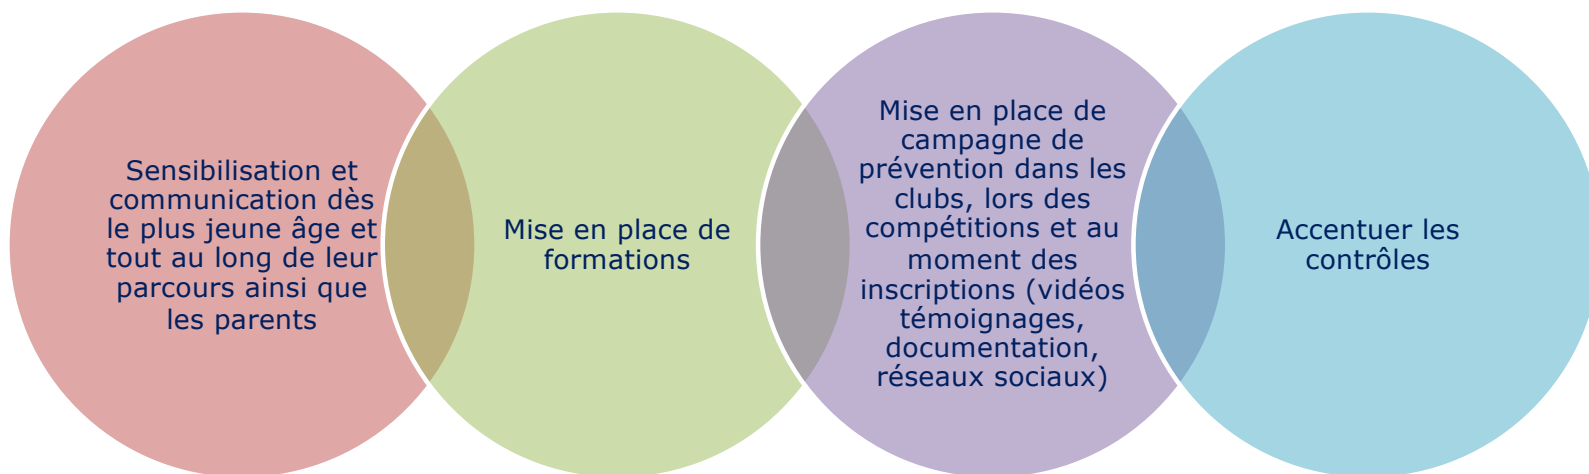 Sensibilisation et
communication dès
le plus jeune âge et
tout au long de leur
parcours ainsi que
les parents
Mise en place de
formations
Mise en place de
campagne de
prévention dans les
clubs, lors des
compétitions et au
moment des
inscriptions (vidéos
témoignages,
documentation,
réseaux sociaux)
Accentuer les
contrôles